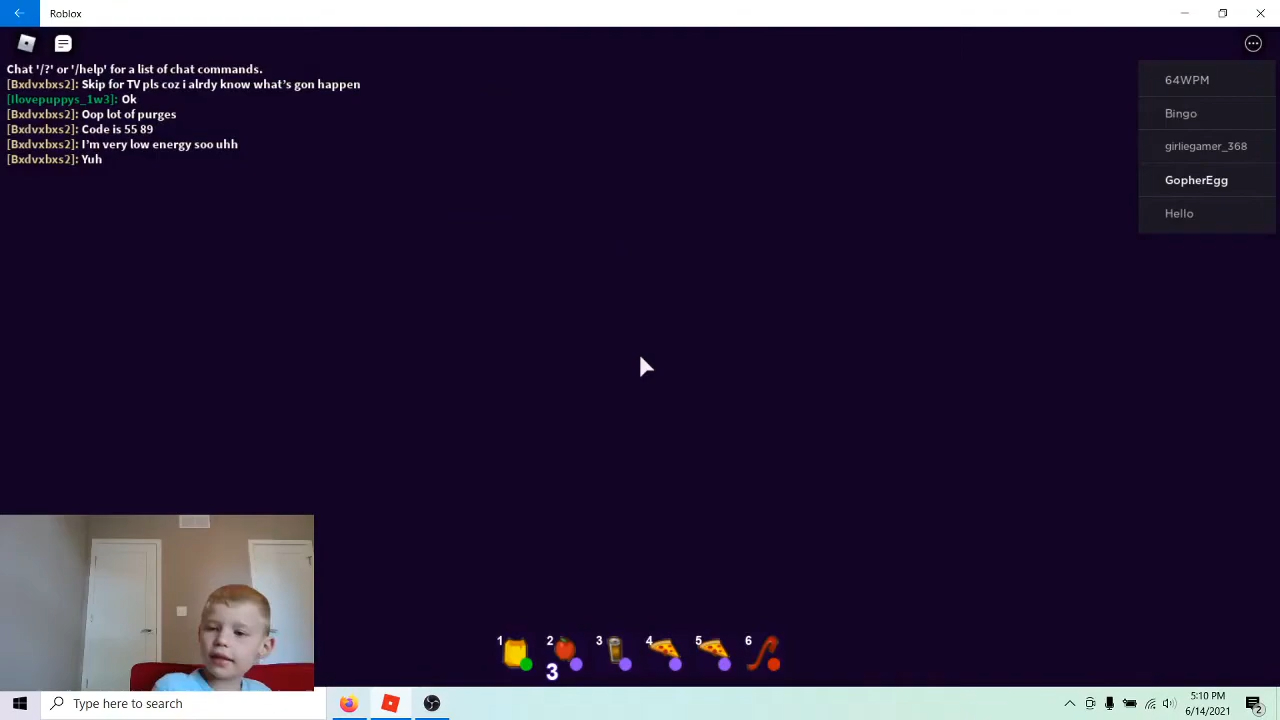 Roblox
Chat '/?' or '/help' for a list of chat commands.
[Bxdvxbxs2]: Skip for TV pls coz i alrdy know what's gon happen
[Ilovepuppys_1w3]: Ok
[Bxdvxbxs2]: Oop lot of purges
[Bxdvxbxs2]: Code is 55 89
[Bxdvxbxs2]: I'm very low energy soo uhh
[Bxdvxbxs2]: Yuh
64WPM
Bingo
girliegamer_368
GopherEgg
Hello
1 2 3 4 5 6
3
Type here to search
5:10 PM
6/14/2021
2